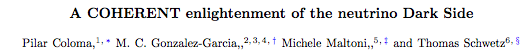 A COHERENT enlightenment of the neutrino Dark Side
Pilar Coloma,¹,* M. C. Gonzalez-Garcia,,²,³,⁴,† Michele Maltoni,,⁵,‡ and Thomas Schwetz⁶,§